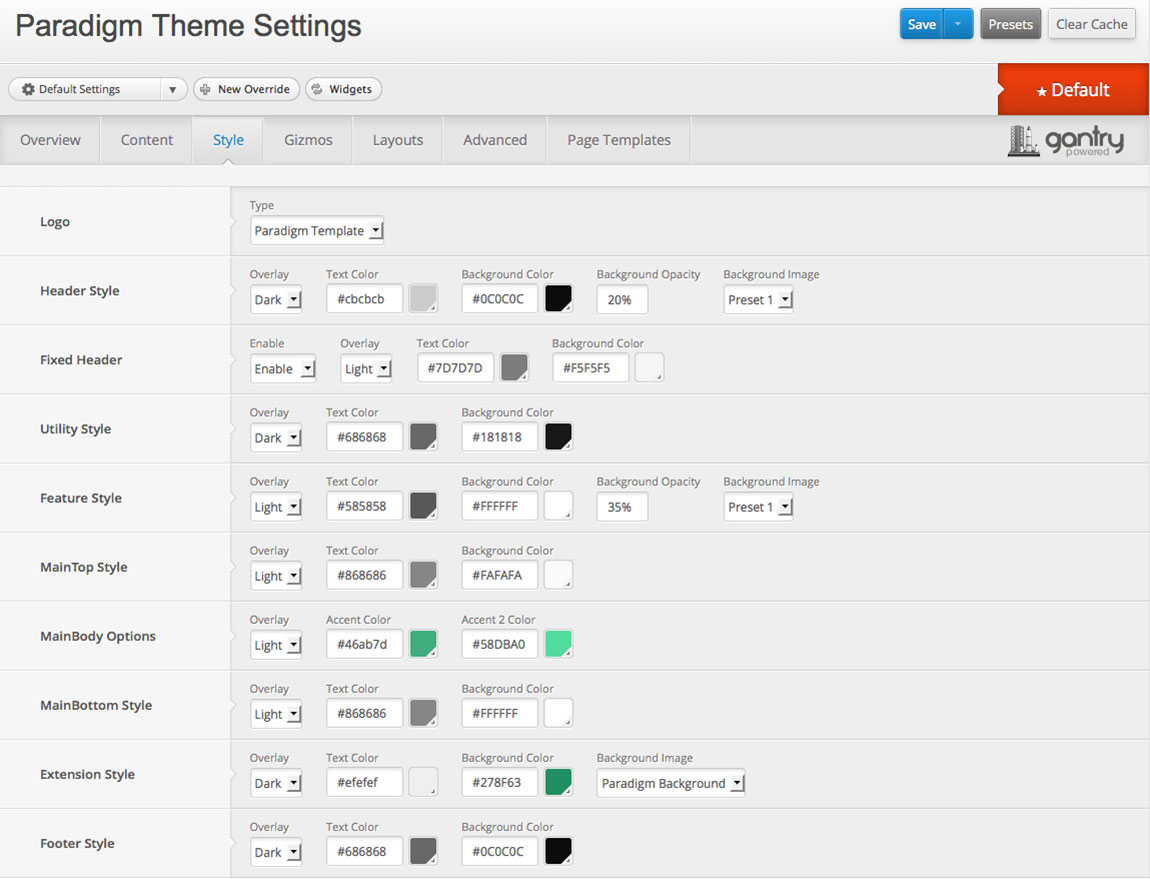 Paradigm Theme Settings
Save Presets Clear Cache
Default Settings New Override Widgets
Default
Overview Content Style Gizmos Layouts Advanced Page Templates
gantry
powered
Logo
Type
Paradigm Template
Header Style
Overlay Text Color Background Color Background Opacity Background Image
Dark #cbcbcb #0C0C0C 20% Preset 1
Fixed Header
Enable Overlay Text Color Background Color
Enable Light #7D7D7D #F5F5F5
Utility Style
Overlay Text Color Background Color
Dark #686868 #181818
Feature Style
Overlay Text Color Background Color Background Opacity Background Image
Light #585858 #FFFFFF 35% Preset 1
MainTop Style
Overlay Text Color Background Color
Light #868686 #FAFAFA
MainBody Options
Overlay Accent Color Accent 2 Color
Light #46ab7d #58DBA0
MainBottom Style
Overlay Text Color Background Color
Light #868686 #FFFFFF
Extension Style
Overlay Text Color Background Color Background Image
Dark #efefef #278F63 Paradigm Background
Footer Style
Overlay Text Color Background Color
Dark #686868 #0C0C0C